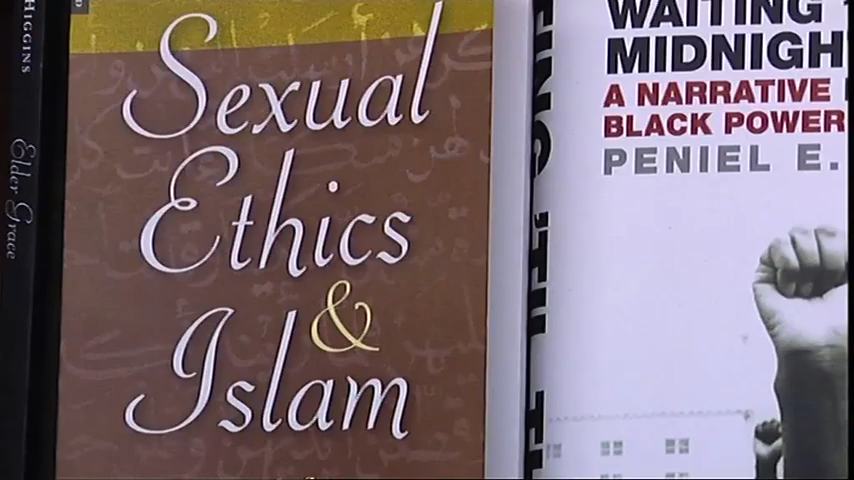 HIGGINS
Elder Grace
Sexual
Ethics
&
Islam
WAITING
MIDNIGH
A NARRATIVE
BLACK POWER
PENIEL E.